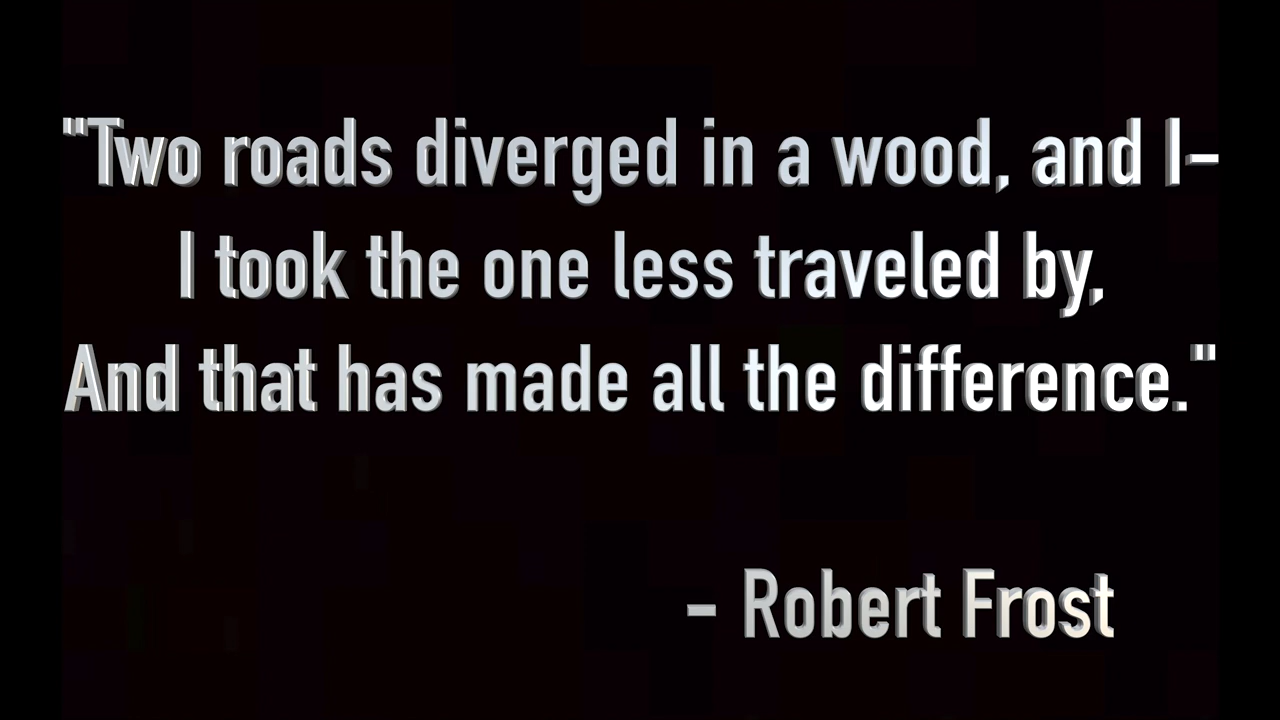 "Two roads diverged in a wood, and I-
I took the one less traveled by,
And that has made all the difference."
- Robert Frost